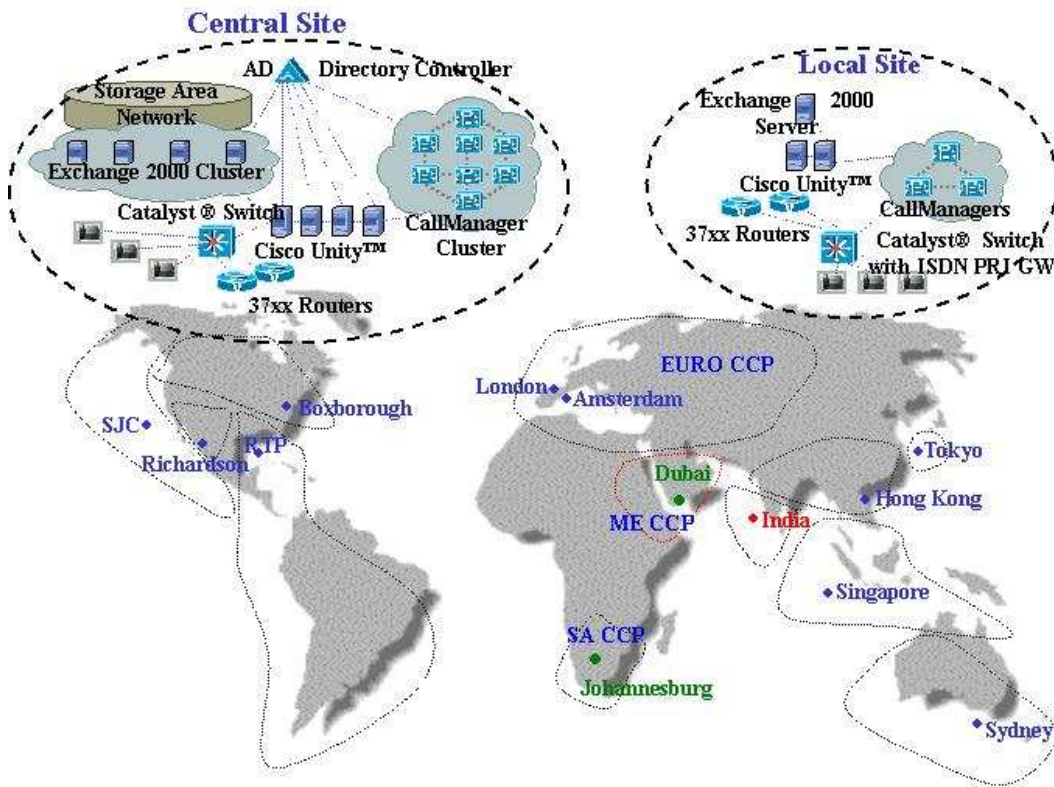 Central Site
AD Directory Controller
Storage Area
Network
Exchange 2000 Cluster
Catalyst ® Switch
Cisco Unity™
CallManager
Cluster
37xx Routers
Local Site
Exchange 2000
Server
Cisco Unity™
CallManagers
37xx Routers
Catalyst® Switch
with ISDN PRI GW
EURO CCP
London
Amsterdam
Boxborough
SJC
RTP
Richardson
Tokyo
Dubai
Hong Kong
ME CCP
India
Singapore
SA CCP
Johannesburg
Sydney